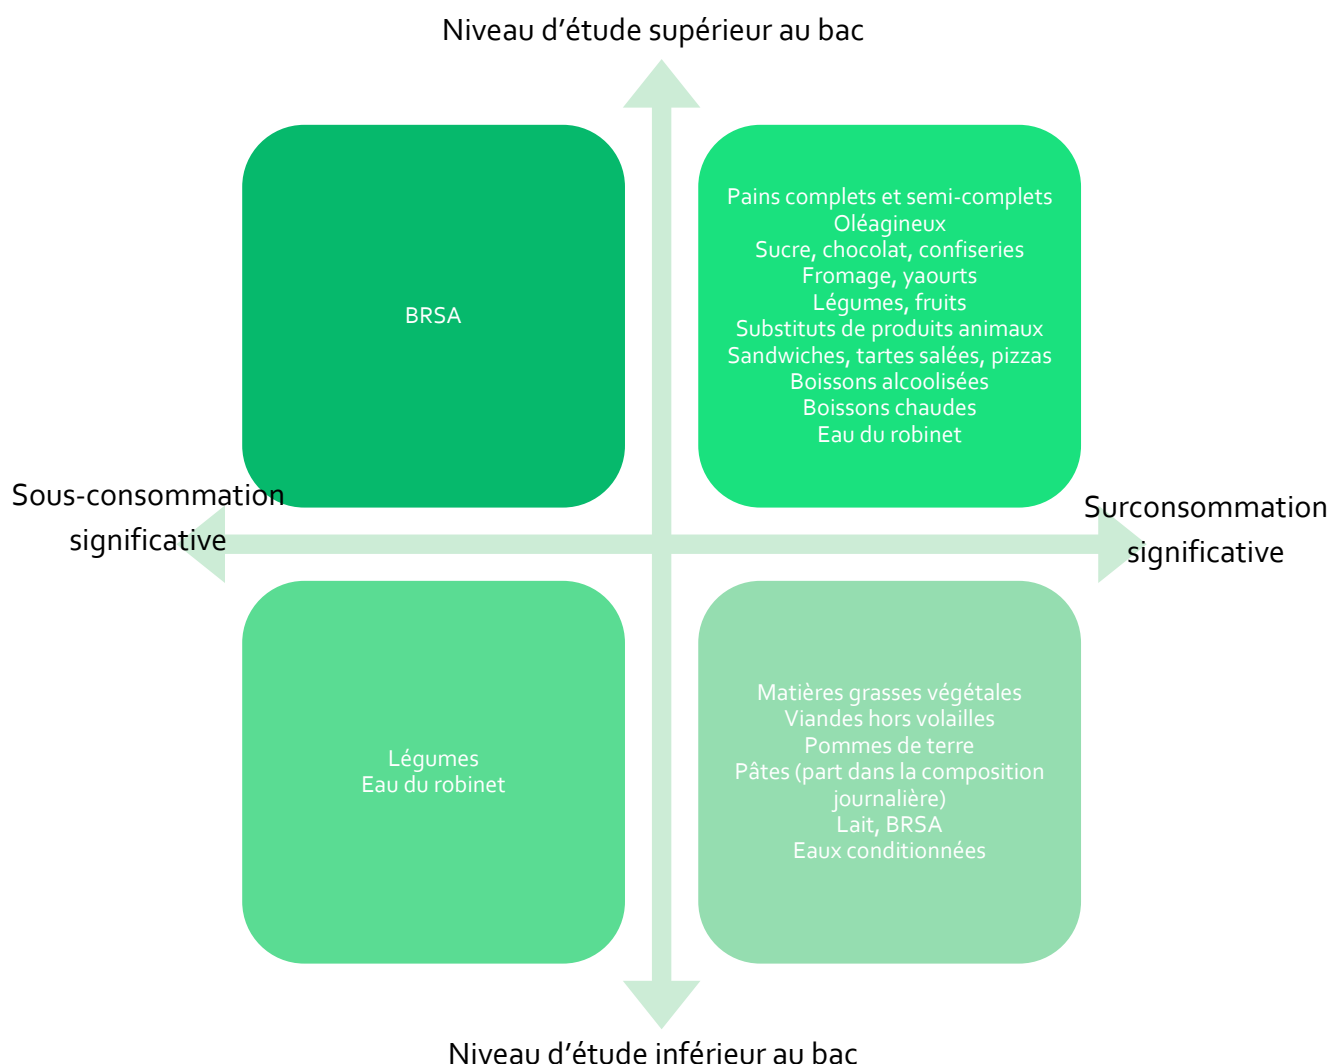 Niveau d'étude supérieur au bac
BRSA
Pains complets et semi-complets
Oléagineux
Sucre, chocolat, confiseries
Fromage, yaourts
Légumes, fruits
Substituts de produits animaux
Sandwiches, tartes salées, pizzas
Boissons alcoolisées
Boissons chaudes
Eau du robinet
Sous-consommation
significative
Surconsommation
significative
Légumes
Eau du robinet
Matières grasses végétales
Viandes hors volailles
Pommes de terre
Pâtes (part dans la composition
journalière)
Lait, BRSA
Eaux conditionnées
Niveau d'étude inférieur au bac